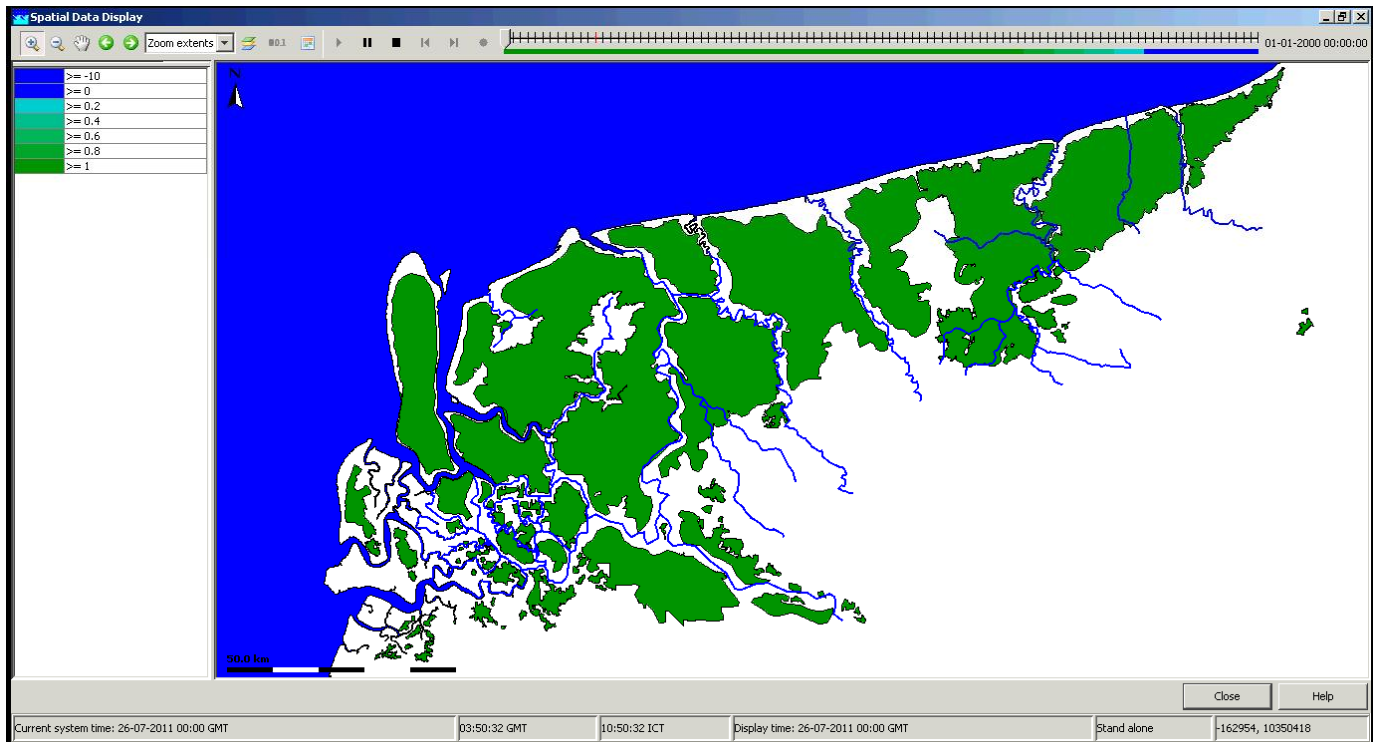 Spatial Data Display
Zoom extents
0.1
01-01-2000 00:00:00
>= -10
>= 0
>= 0.2
>= 0.4
>= 0.6
>= 0.8
>= 1
N
50.0 km
Close
Help
Current system time: 26-07-2011 00:00 GMT
03:50:32 GMT
10:50:32 ICT
Display time: 26-07-2011 00:00 GMT
Stand alone
-162954, 10350418